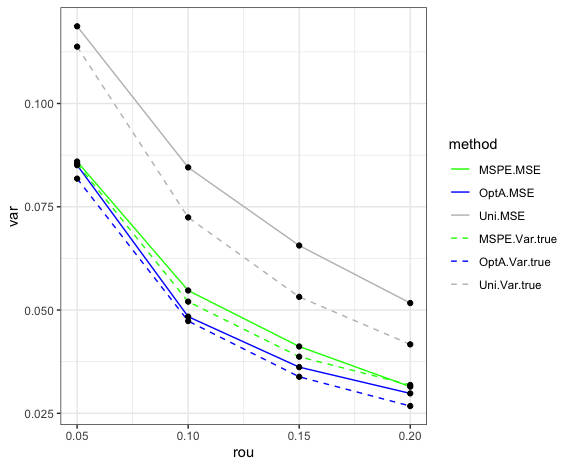 0.100
0.075
0.050
0.025
var
0.05 0.10 0.15 0.20
rou
method
MSPE.MSE
OptA.MSE
Uni.MSE
MSPE.Var.true
OptA.Var.true
Uni.Var.true